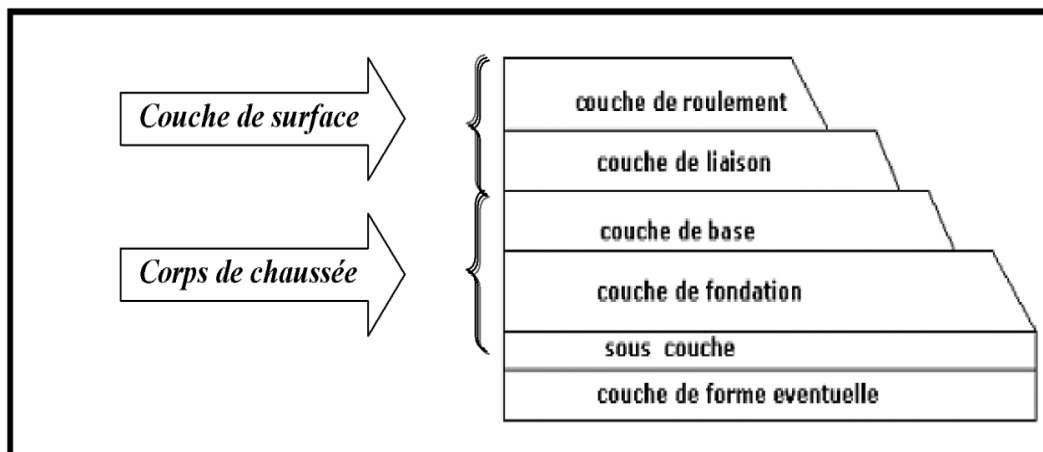 Couche de surface
Corps de chaussée
couche de roulement
couche de liaison
couche de base
couche de fondation
sous couche
couche de forme eventuelle